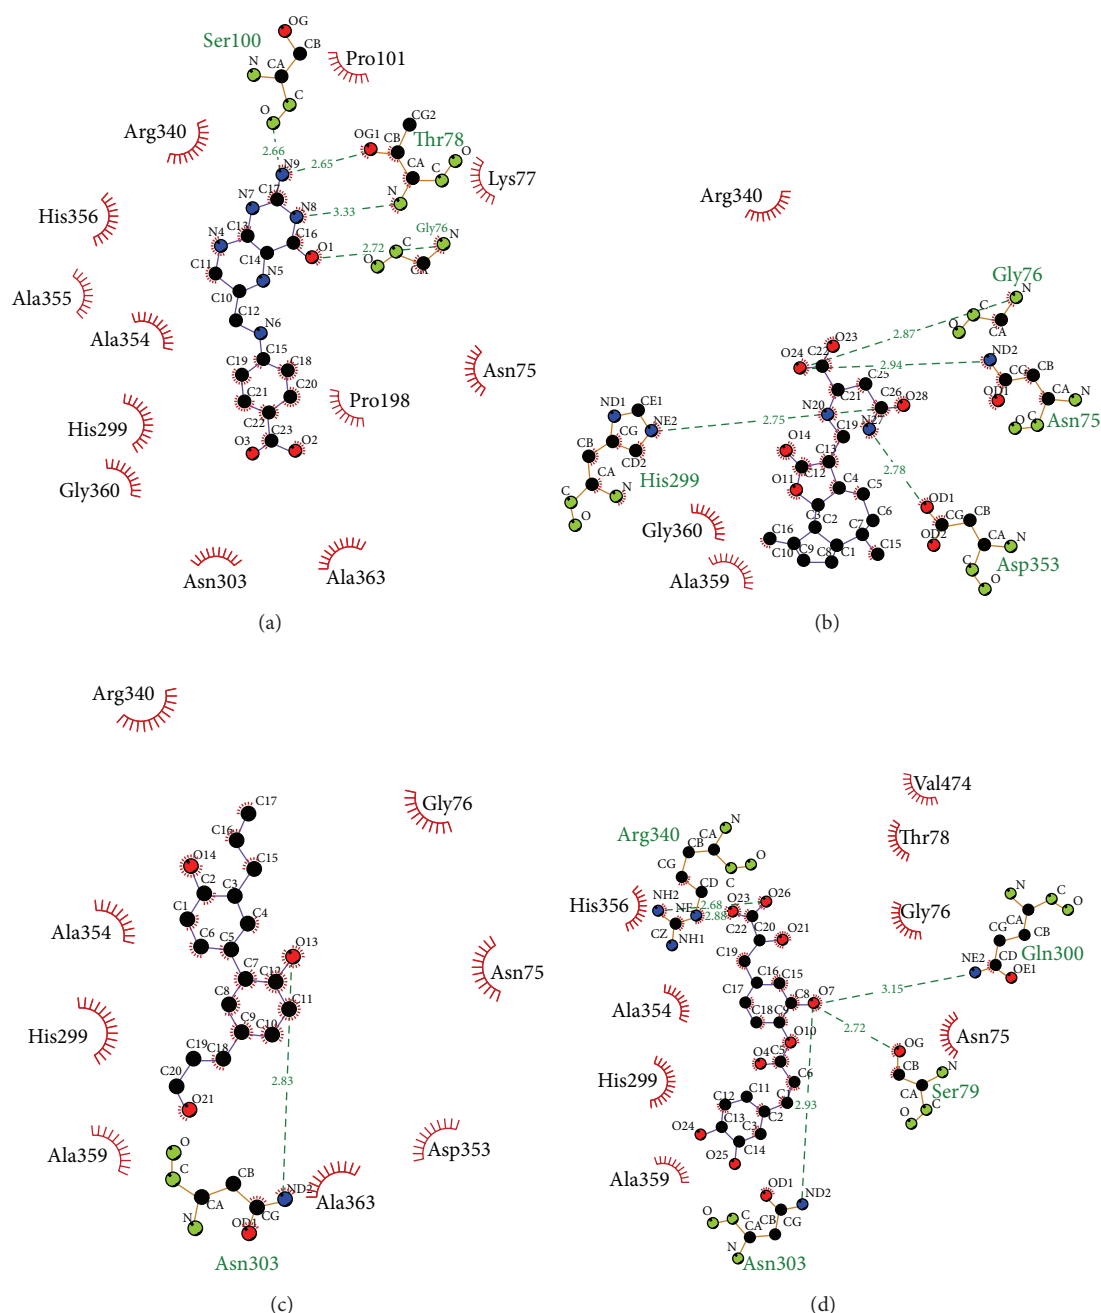 OG
Ser100
CB
Pro101
N
CA
C
O
CG2
Arg340
OG1
CB
Thr78
O
2.66
2.65
N9
CA
C
Lys77
C17
N
N7
N8
3.33
His356
C13
C16
Gly76
N
N4
O1
2.72
C
C14
O
CA
C11
N5
Ala355
C10
C12
Ala354
N6
C15
C19
C18
Asn75
C21
C20
Pro198
C22
His299
C23
O3
O2
Gly360
Asn303
Ala363
(a)
Arg340
Gly76
N
C
O
CA
2.87
O23
C22
O24
ND2
2.94
CB
C25
CG
CA
C21
OD1
N
ND1
CE1
C26
N20
O28
O
C
Asn75
NE2
2.75
N27
C19
CG
CB
O14
C13
CD2
2.78
CA
C12
C4
His299
N
O11
C5
OD1
C
CB
CG
C3
C6
O
Gly360
C2
C16
C7
OD2
CA
N
C10
C9
C8
C1
C15
C
Asp353
Ala359
O
(b)
Arg340
C17
Gly76
C16
O14
C15
C2
C3
C1
C4
Ala354
C6
C5
O13
C7
C12
Asn75
C8
C11
C9
C10
His299
C19
C18
C20
2.83
O21
Asp353
Ala359
O
C
CB
ND2
Ala363
CA
CG
N
OD1
Asn303
(c)
Val474
Arg340
N
CA
Thr78
CB
O
CG
C
CD
N
C
NH2
O26
His356
2.68
O23
Gly76
O
NE
CA
2.88
C22
C20
CG
CB
CZ
NH1
O21
CD
Gln300
C19
NE2
C16
C15
OE1
C17
C8
O7
3.15
Ala354
C18
C9
O10
2.72
OG
Asn75
O4
C5
CB
N
His299
C6
CA
Ser79
C11
C12
C1
2.93
C
C2
O
C13
C3
O24
C14
O25
Ala359
OD1
ND2
C
CB
O
CG
CA
N
Asn303
(d)